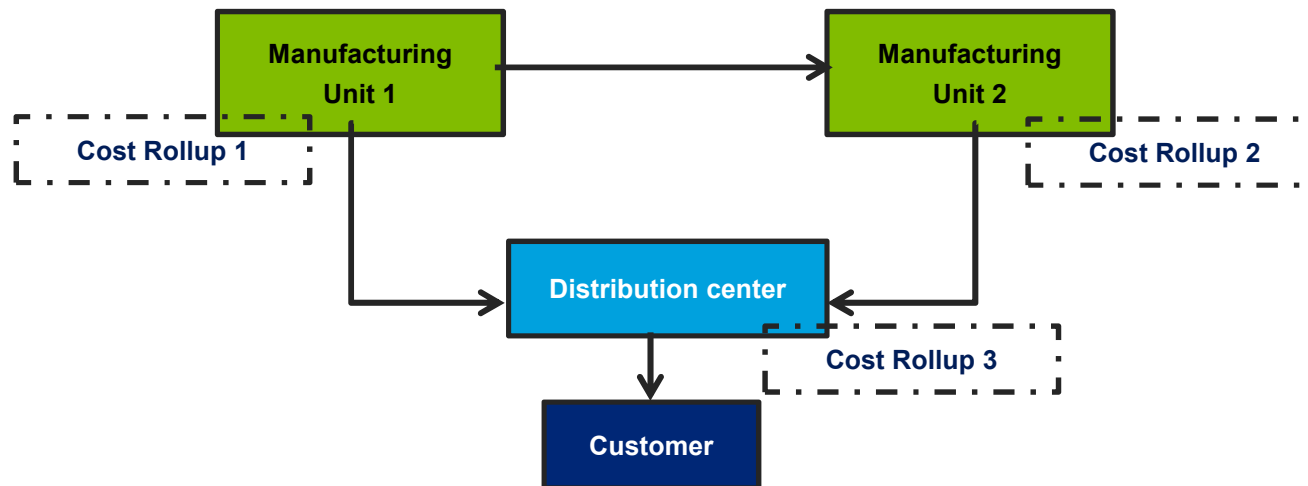 Manufacturing
Unit 1
Manufacturing
Unit 2
Cost Rollup 1
Cost Rollup 2
Distribution center
Cost Rollup 3
Customer